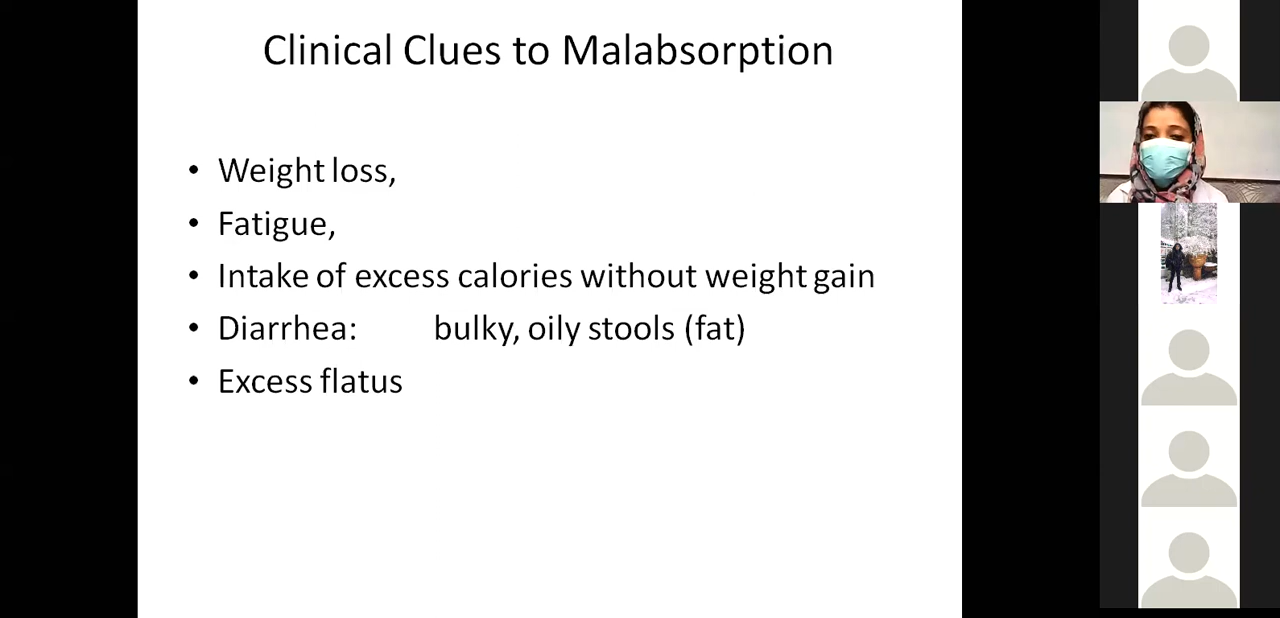 Clinical Clues to Malabsorption
• Weight loss,
• Fatigue,
• Intake of excess calories without weight gain
• Diarrhea: bulky, oily stools (fat)
• Excess flatus